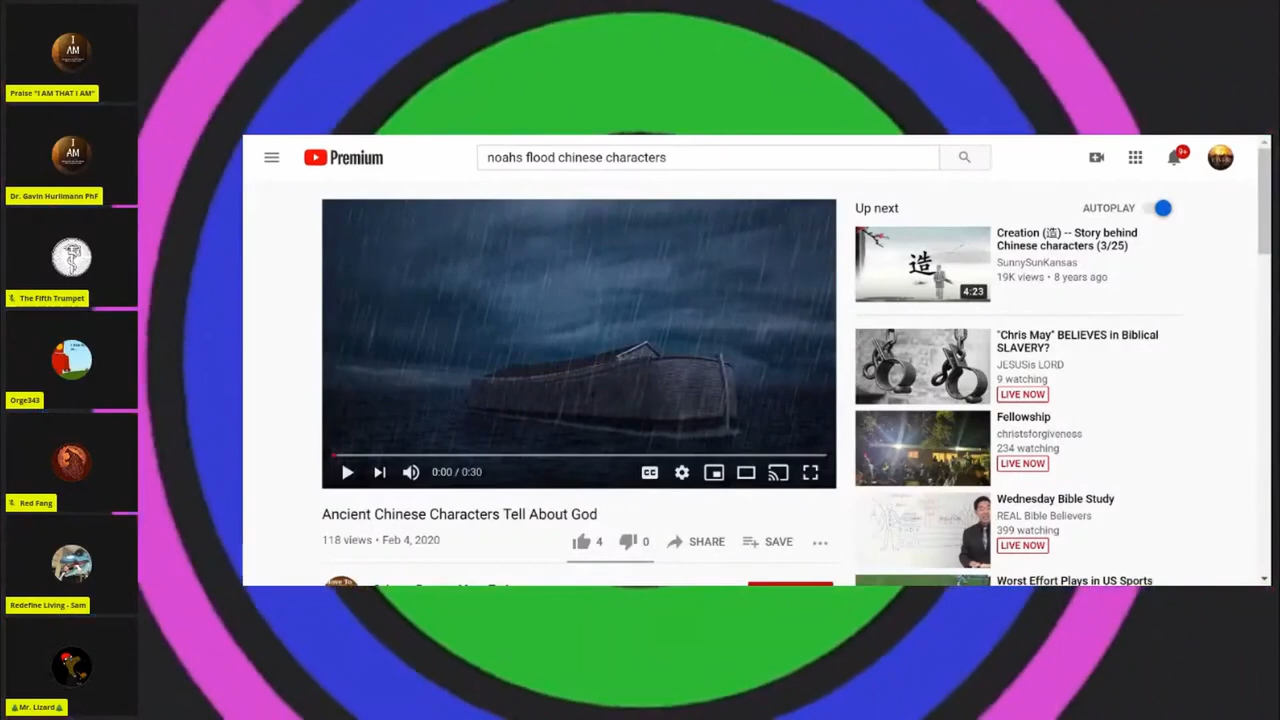 I
AM
Praise "I AM THAT I AM"
I
AM
Dr. Gavin Hurlimann PhF
The Fifth Trumpet
Orge343
Red Fang
Redefine Living - Sam
Mr. Lizard
Premium
noahs flood chinese characters
9+
0:00 / 0:30
CC
Ancient Chinese Characters Tell About God
118 views • Feb 4, 2020
4
0
SHARE
SAVE
Up next
AUTOPLAY
造
4:23
Creation (造) -- Story behind
Chinese characters (3/25)
SunnySunKansas
19K views • 8 years ago
"Chris May" BELIEVES in Biblical
SLAVERY?
JESUSis LORD
9 watching
LIVE NOW
Fellowship
christsforgiveness
234 watching
LIVE NOW
Wednesday Bible Study
REAL Bible Believers
399 watching
LIVE NOW
Worst Effort Plays in US Sports